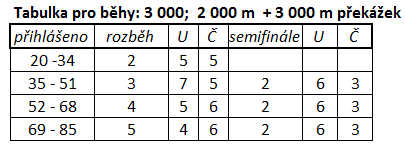 Tabulka pro běhy: 3 000; 2 000 m + 3 000 m překážek
přihlášeno rozběh U Č semifinále U Č
20 -34 2 5 5
35 - 51 3 7 5 2 6 3
52 - 68 4 5 6 2 6 3
69 - 85 5 4 6 2 6 3